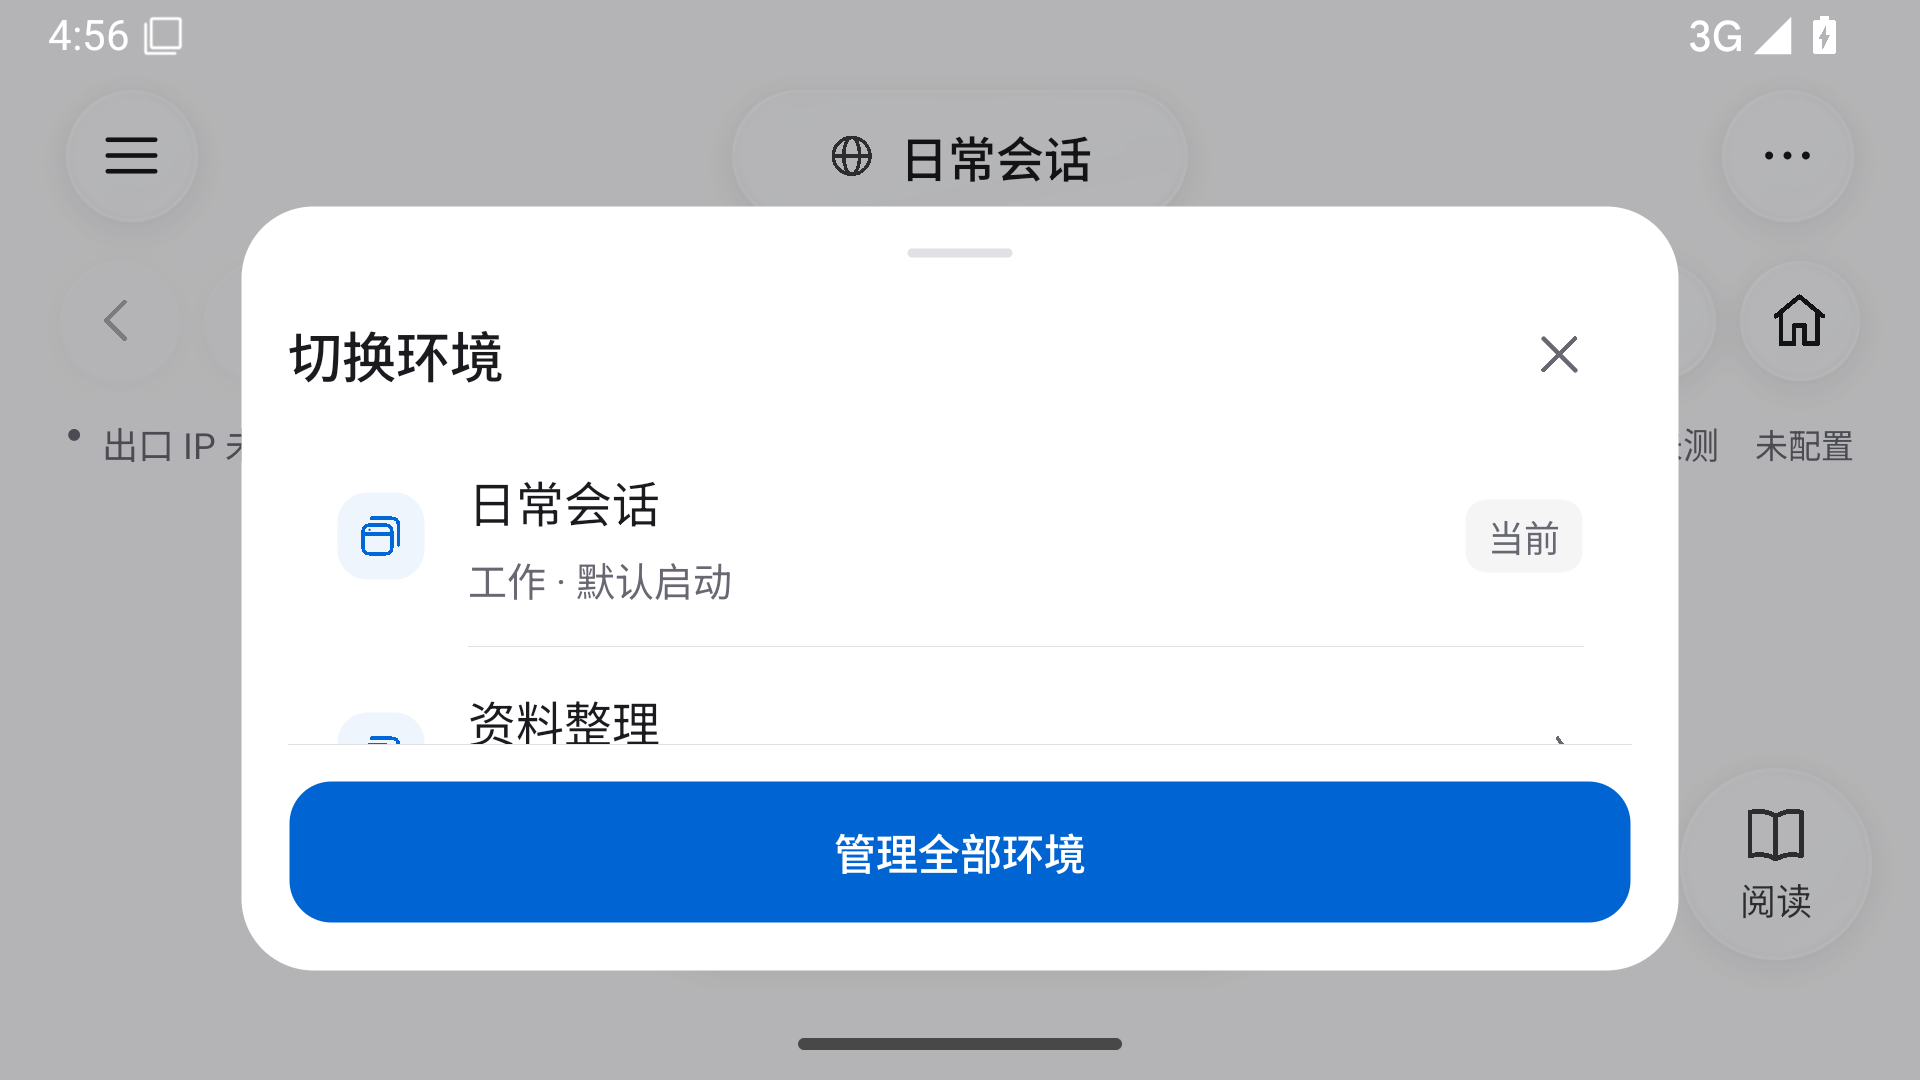 4:56
3G
日常会话
切换环境
出口 IP
测
未配置
日常会话
工作 · 默认启动
当前
资料整理
管理全部环境
阅读